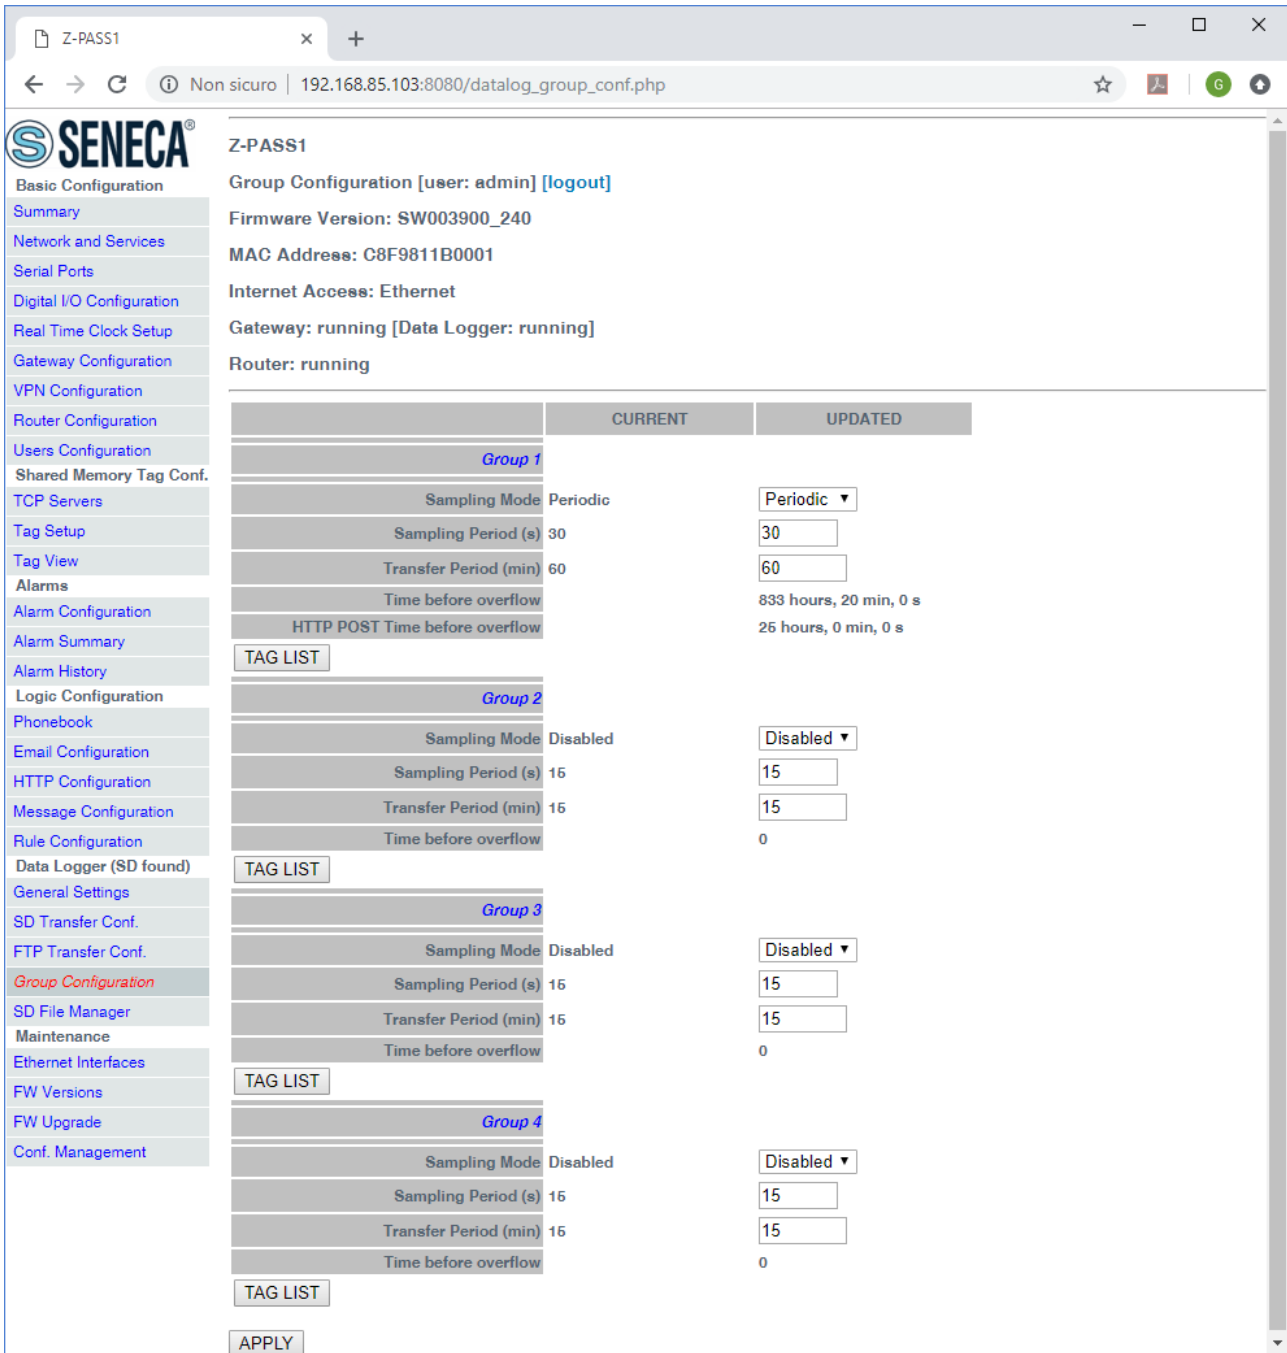 Z-PASS1
Non sicuro | 192.168.85.103:8080/datalog_group_conf.php
G
S SENECA®
Basic Configuration
Summary
Network and Services
Serial Ports
Digital I/O Configuration
Real Time Clock Setup
Gateway Configuration
VPN Configuration
Router Configuration
Users Configuration
Shared Memory Tag Conf.
TCP Servers
Tag Setup
Tag View
Alarms
Alarm Configuration
Alarm Summary
Alarm History
Logic Configuration
Phonebook
Email Configuration
HTTP Configuration
Message Configuration
Rule Configuration
Data Logger (SD found)
General Settings
SD Transfer Conf.
FTP Transfer Conf.
Group Configuration
SD File Manager
Maintenance
Ethernet Interfaces
FW Versions
FW Upgrade
Conf. Management
Z-PASS1
Group Configuration [user: admin] [logout]
Firmware Version: SW003900_240
MAC Address: C8F9811B0001
Internet Access: Ethernet
Gateway: running [Data Logger: running]
Router: running
CURRENT UPDATED
Group 1
Sampling Mode Periodic Periodic
Sampling Period (s) 30 30
Transfer Period (min) 60 60
Time before overflow 833 hours, 20 min, 0 s
HTTP POST Time before overflow 25 hours, 0 min, 0 s
TAG LIST
Group 2
Sampling Mode Disabled Disabled
Sampling Period (s) 15 15
Transfer Period (min) 15 15
Time before overflow 0
TAG LIST
Group 3
Sampling Mode Disabled Disabled
Sampling Period (s) 15 15
Transfer Period (min) 15 15
Time before overflow 0
TAG LIST
Group 4
Sampling Mode Disabled Disabled
Sampling Period (s) 15 15
Transfer Period (min) 15 15
Time before overflow 0
TAG LIST
APPLY